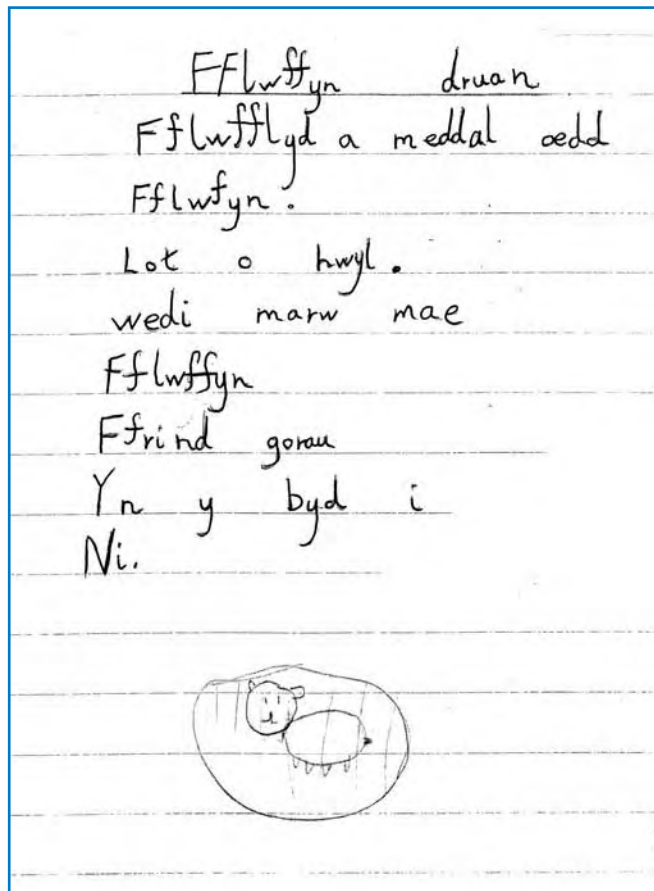 FFlwffyn druan
Fflwfflyd a meddal oedd
Fflwfyn.
Lot o hwyl.
wedi marw mae
Fflwffyn
Ffrind gorau
Yn y byd i
Ni.